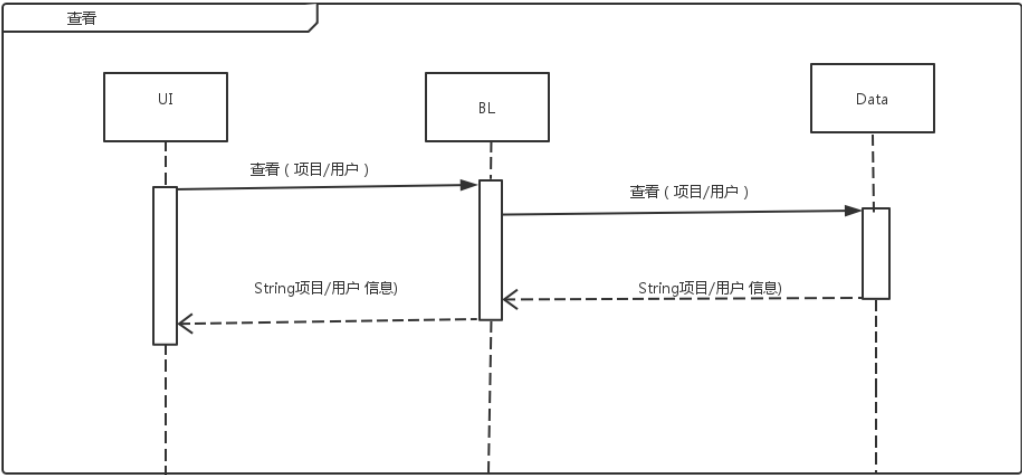 查看
UI
BL
Data
查看（项目/用户）
查看（项目/用户）
String项目/用户 信息)
String项目/用户 信息)